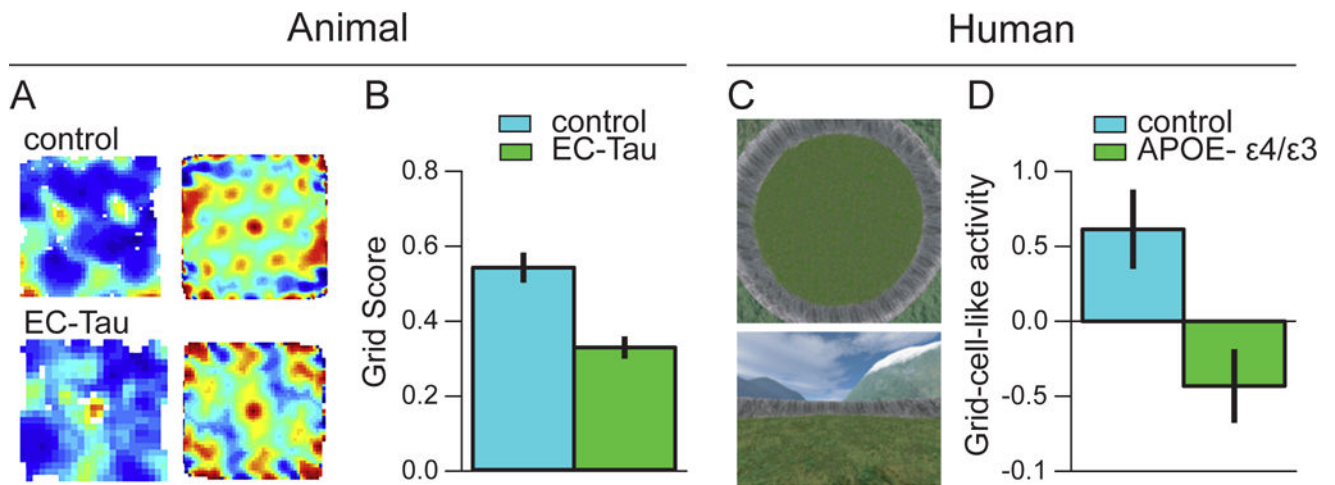 Animal
Human
A
control
EC-Tau
B
control
EC-Tau
Grid Score
0.8
0.6
0.4
0.2
0.0
C
D
control
APOE- ε4/ε3
Grid-cell-like activity
1.0
0.5
0.0
-0.5
-0.1